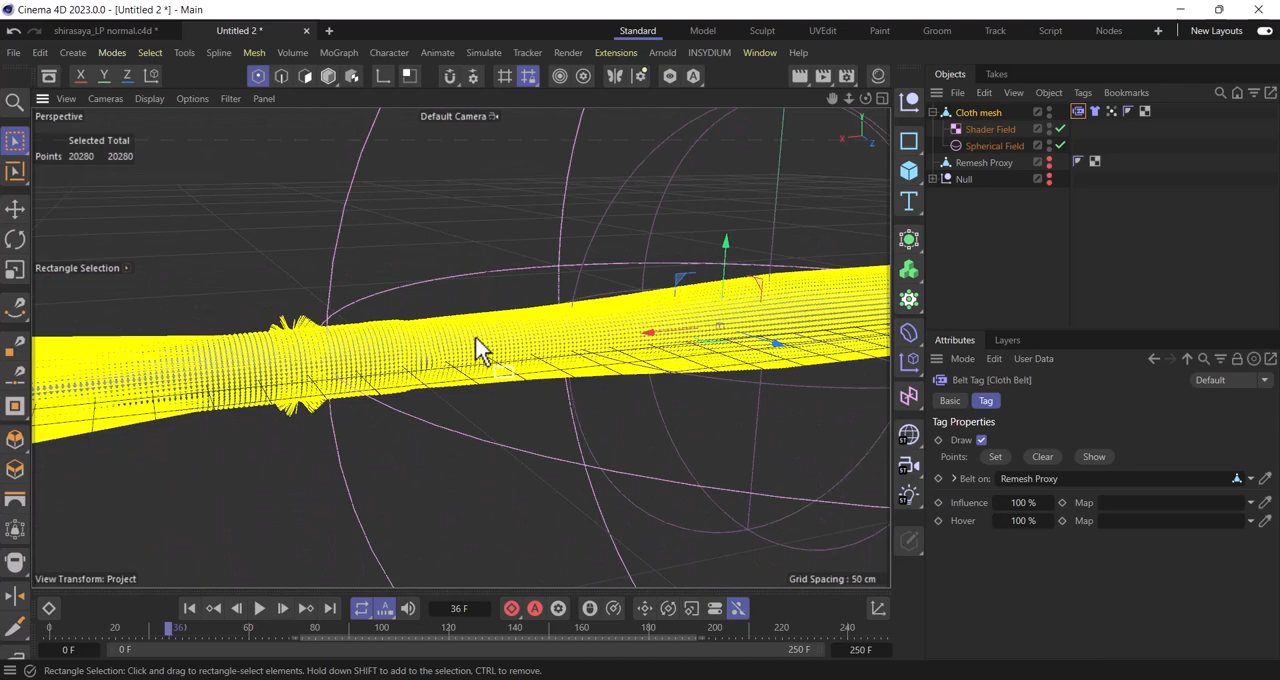 Cinema 4D 2023.0.0 - [Untitled 2 *] - Main
shirasaya_LP normal.c4d *
Untitled 2 *
Standard
Model
Sculpt
UVEdit
Paint
Groom
Track
Script
Nodes
New Layouts
File Edit Create Modes Select Tools Spline Mesh Volume MoGraph Character Animate Simulate Tracker Render Extensions Arnold INSYDIUM Window Help
X Y Z
Objects Takes
View Cameras Display Options Filter Panel
File Edit View Object Tags Bookmarks
Perspective
Default Camera
Cloth mesh
Shader Field
Spherical Field
Remesh Proxy
Null
Selected Total
Points 20280 20280
Rectangle Selection
Y
X
Z
Attributes Layers
Mode Edit User Data
Belt Tag [Cloth Belt]
Default
Basic Tag
Tag Properties
Draw
Points: Set Clear Show
Belt on: Remesh Proxy
Influence 100 % Map
Hover 100 % Map
View Transform: Project
Grid Spacing : 50 cm
36 F
0 20 36 60 80 100 120 140 160 180 200 220 240
0 F
0 F
250 F
250 F
Rectangle Selection: Click and drag to rectangle-select elements. Hold down SHIFT to add to the selection, CTRL to remove.